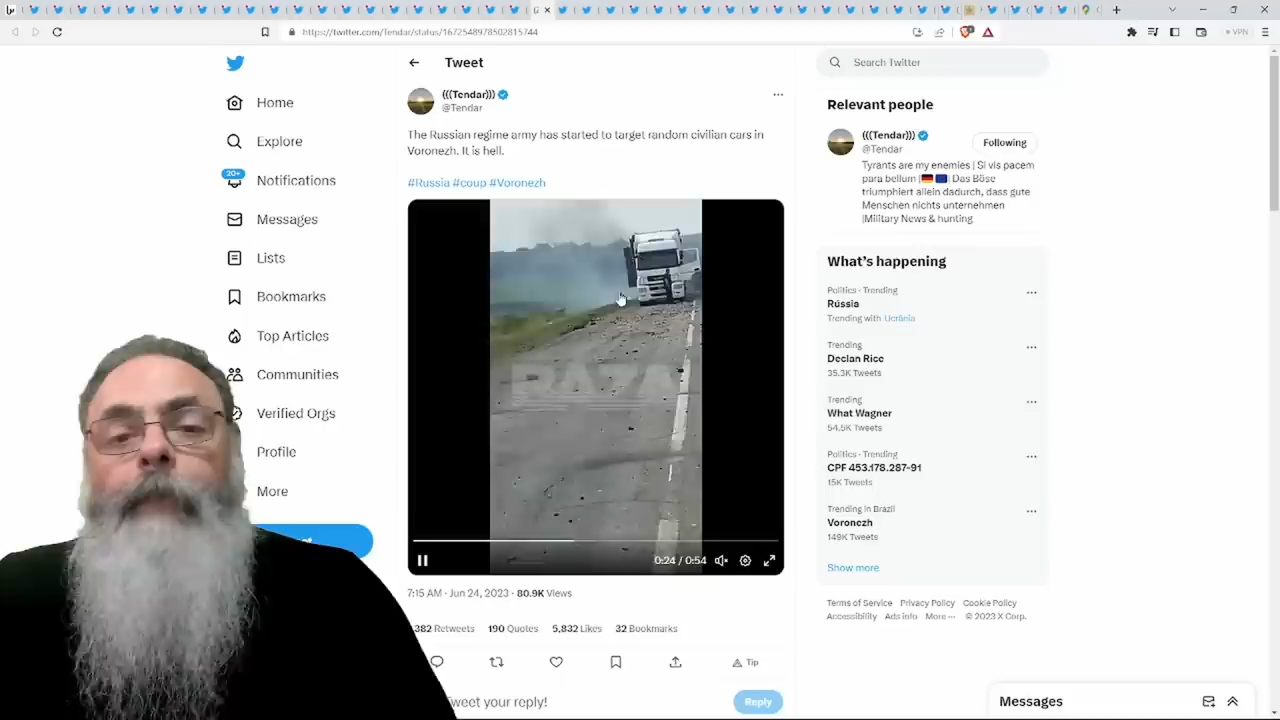 https://twitter.com/Tendar/status/1672548978502815744
Home
Explore
20+
Notifications
Messages
Lists
Bookmarks
Top Articles
Communities
Verified Orgs
Profile
More
Tweet
(((Tendar)))
@Tendar
The Russian regime army has started to target random civilian cars in
Voronezh. It is hell.
#Russia #coup #Voronezh
BAZA
0:24 / 0:54
7:15 AM · Jun 24, 2023 · 80.9K Views
382 Retweets 190 Quotes 5,832 Likes 32 Bookmarks
Tip
weet your reply!
Reply
Search Twitter
Relevant people
(((Tendar)))
@Tendar
Following
Tyrants are my enemies | Si vis pacem
para bellum | Das Böse
triumphiert allein dadurch, dass gute
Menschen nichts unternehmen
|Military News & hunting
What's happening
Politics · Trending
Rússia
Trending with Ucrânia
Trending
Declan Rice
35.3K Tweets
Trending
What Wagner
54.5K Tweets
Politics · Trending
CPF 453.178.287-91
15K Tweets
Trending in Brazil
Voronezh
149K Tweets
Show more
Terms of Service Privacy Policy Cookie Policy
Accessibility Ads info More ··· © 2023 X Corp.
Messages
VPN